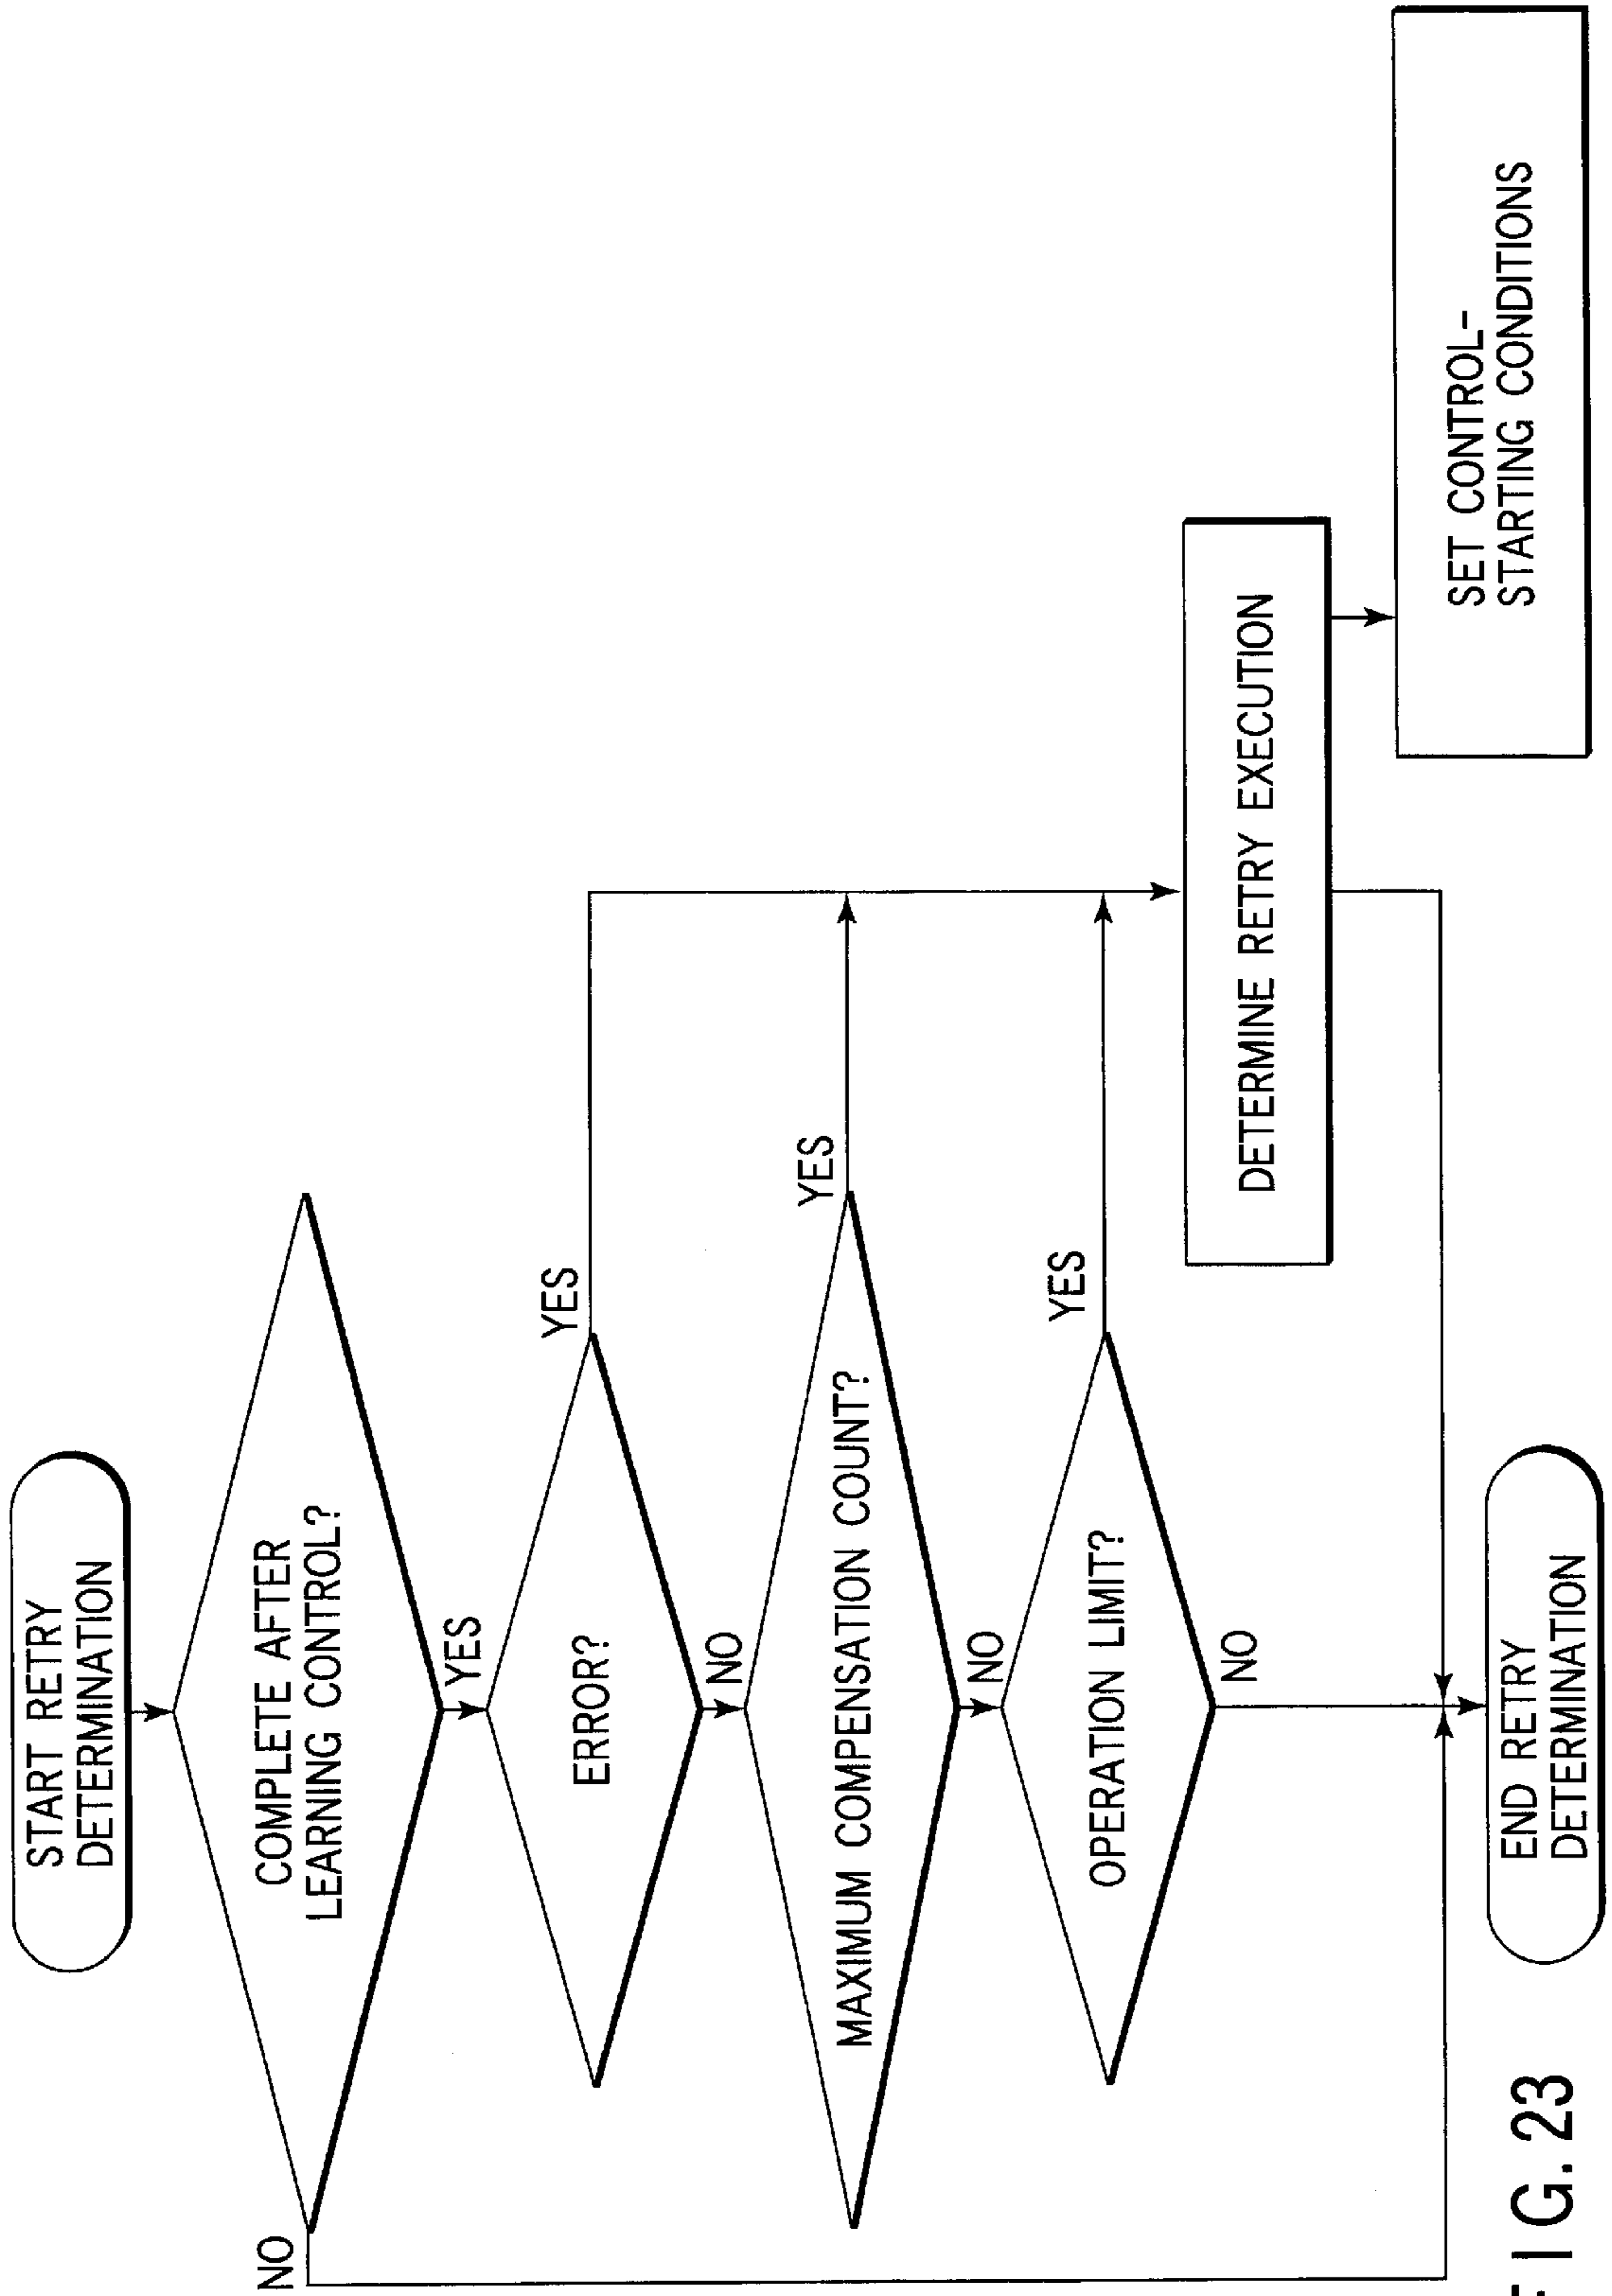 START RETRY
DETERMINATION
COMPLETE AFTER
LEARNING CONTROL?
NO
YES
ERROR?
YES
NO
MAXIMUM COMPENSATION COUNT?
YES
NO
OPERATION LIMIT?
YES
NO
DETERMINE RETRY EXECUTION
SET CONTROL-
STARTING CONDITIONS
END RETRY
DETERMINATION
FIG. 23